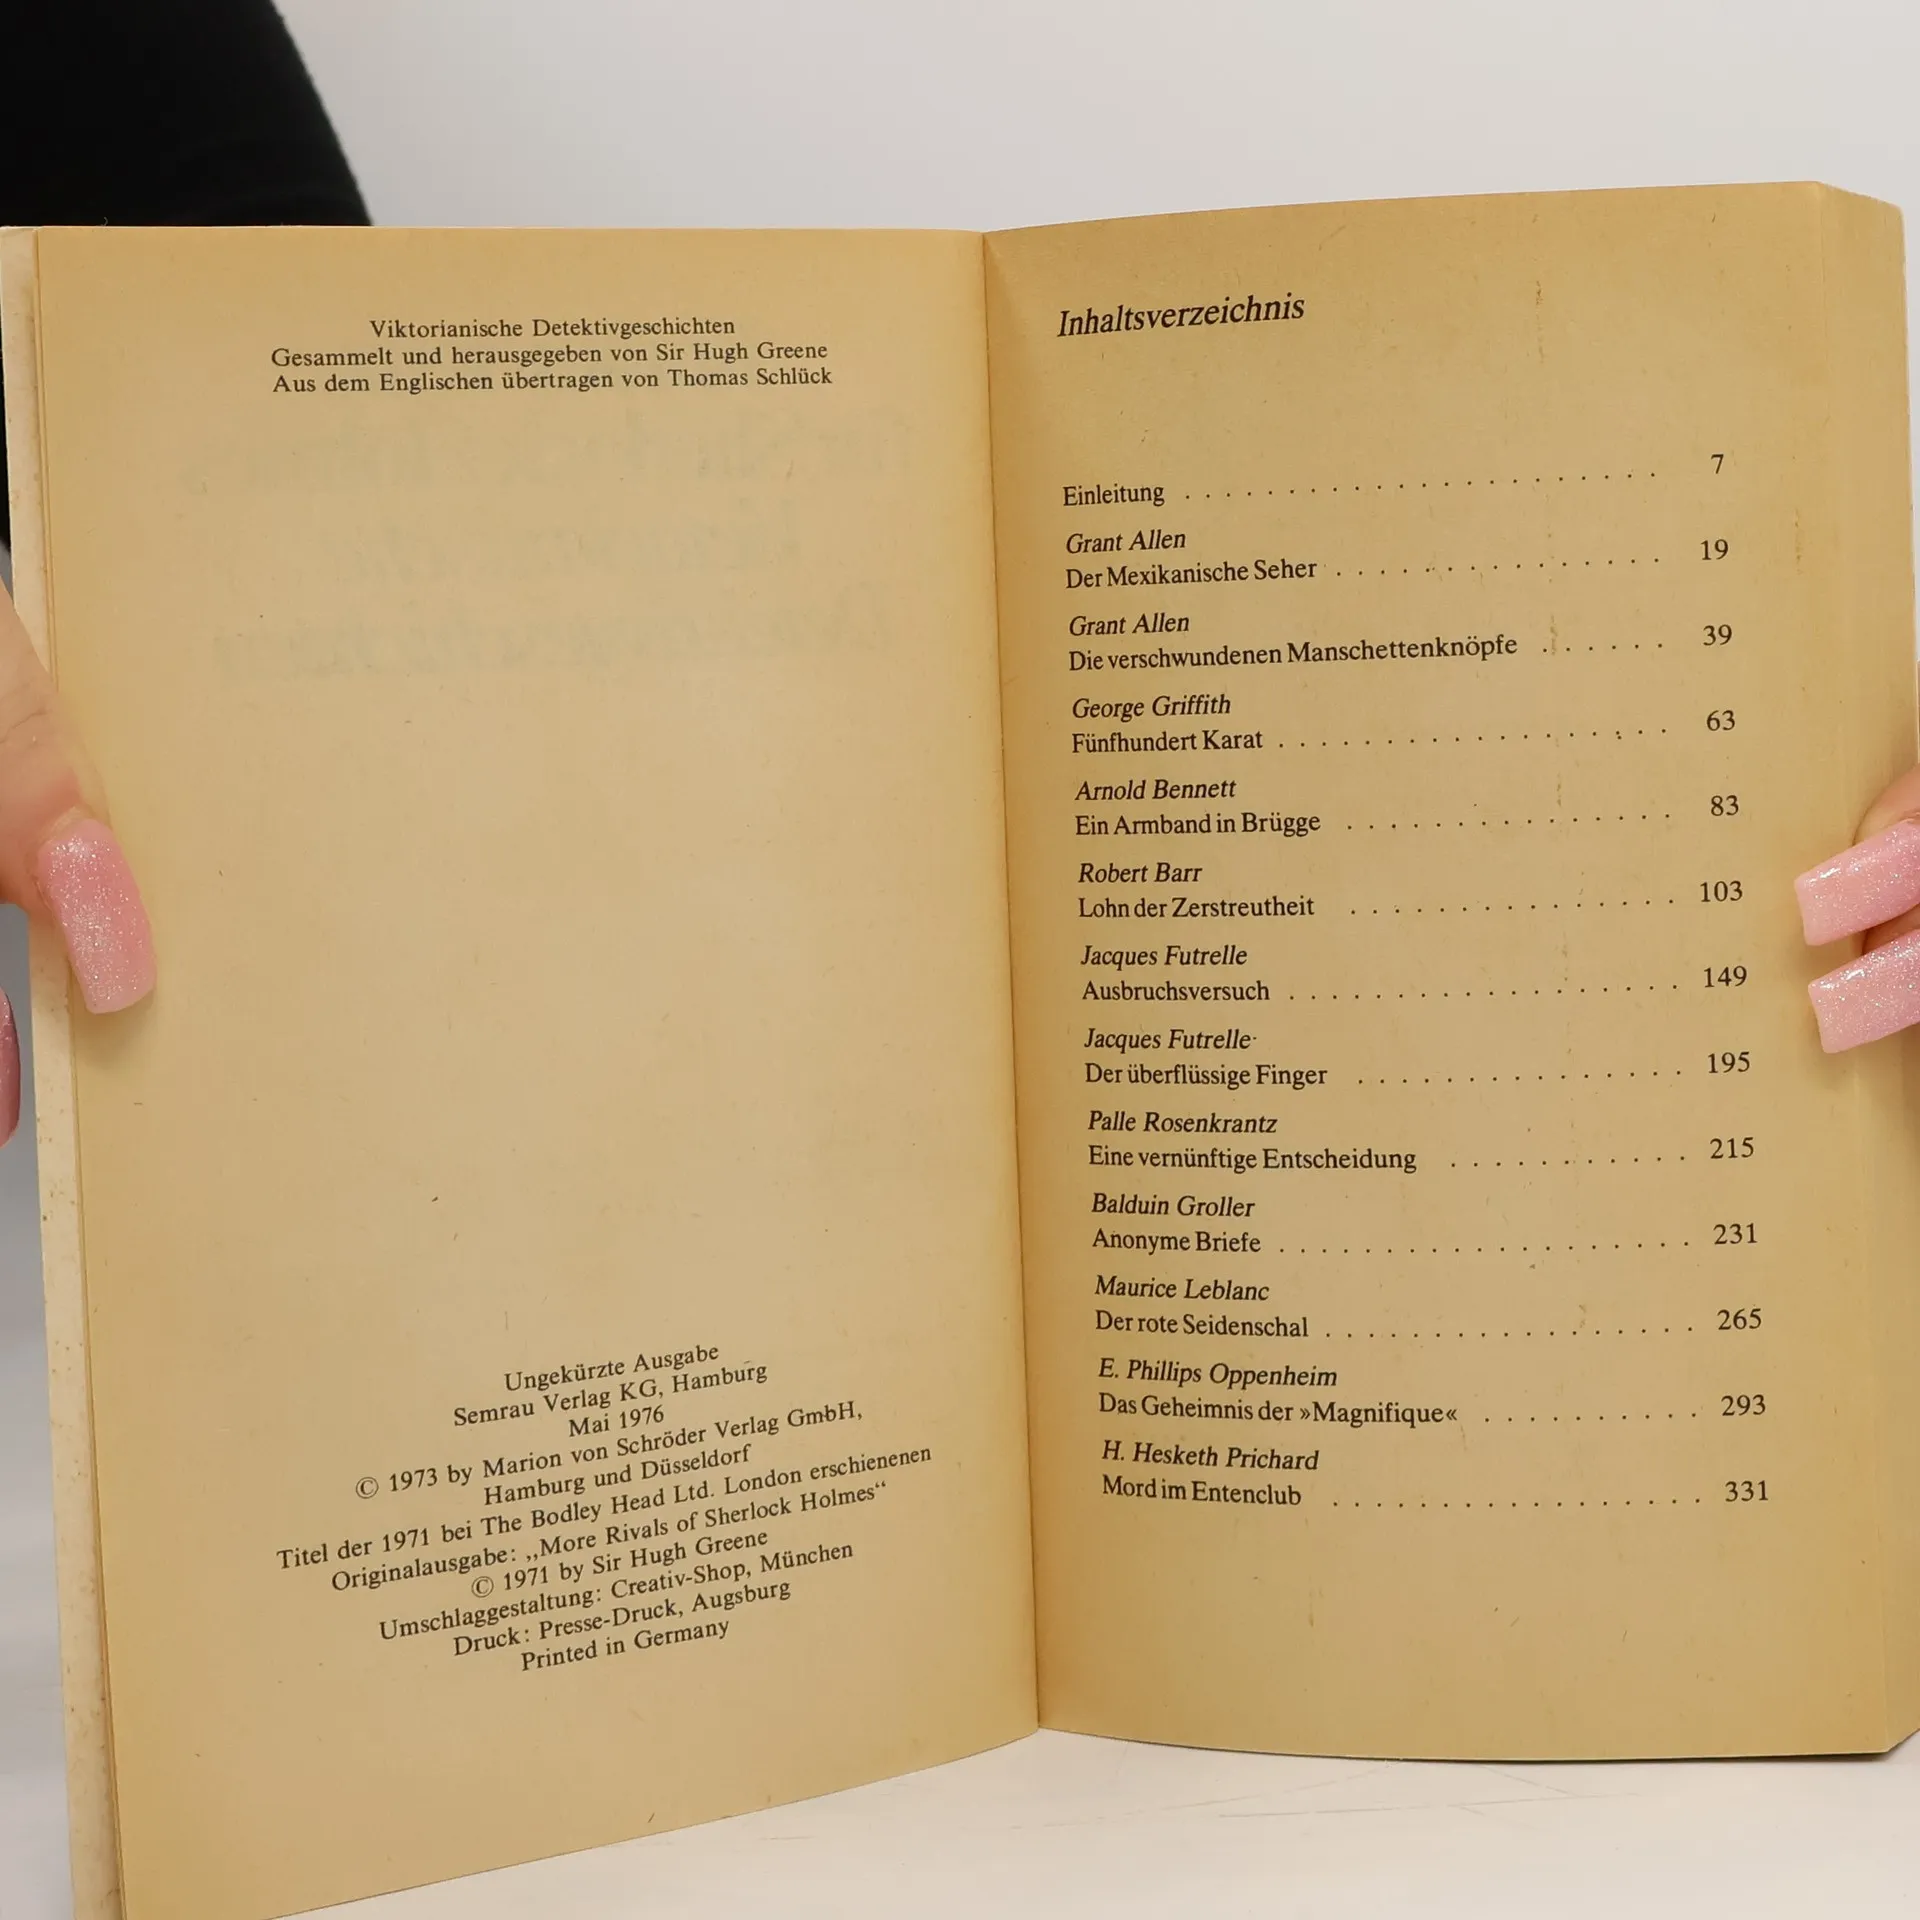 Viktorianische Detektivgeschichten
Gesammelt und herausgegeben von Sir Hugh Greene
Aus dem Englischen übertragen von Thomas Schlück
Ungekürzte Ausgabe
Semrau Verlag KG, Hamburg
Mai 1976
© 1973 by Marion von Schröder Verlag GmbH,
Hamburg und Düsseldorf
Titel der 1971 bei The Bodley Head Ltd. London erschienenen
Originalausgabe: „More Rivals of Sherlock Holmes“
© 1971 by Sir Hugh Greene
Umschlaggestaltung: Creativ-Shop, München
Druck: Presse-Druck, Augsburg
Printed in Germany
Inhaltsverzeichnis
Einleitung . . . . . . . . . . . . . . . . . . . . . . 7
Grant Allen
Der Mexikanische Seher . . . . . . . . . . . . . . . 19
Grant Allen
Die verschwundenen Manschettenknöpfe . . . . . . 39
George Griffith
Fünfhundert Karat . . . . . . . . . . . . . . . . . . 63
Arnold Bennett
Ein Armband in Brügge . . . . . . . . . . . . . . . 83
Robert Barr
Lohn der Zerstreutheit . . . . . . . . . . . . . . . 103
Jacques Futrelle
Ausbruchsversuch . . . . . . . . . . . . . . . . . . 149
Jacques Futrelle
Der überflüssige Finger . . . . . . . . . . . . . . . 195
Palle Rosenkrantz
Eine vernünftige Entscheidung . . . . . . . . . . . 215
Balduin Groller
Anonyme Briefe . . . . . . . . . . . . . . . . . . . 231
Maurice Leblanc
Der rote Seidenschal . . . . . . . . . . . . . . . . . 265
E. Phillips Oppenheim
Das Geheimnis der »Magnifique« . . . . . . . . . . 293
H. Hesketh Prichard
Mord im Entenclub . . . . . . . . . . . . . . . . . 331